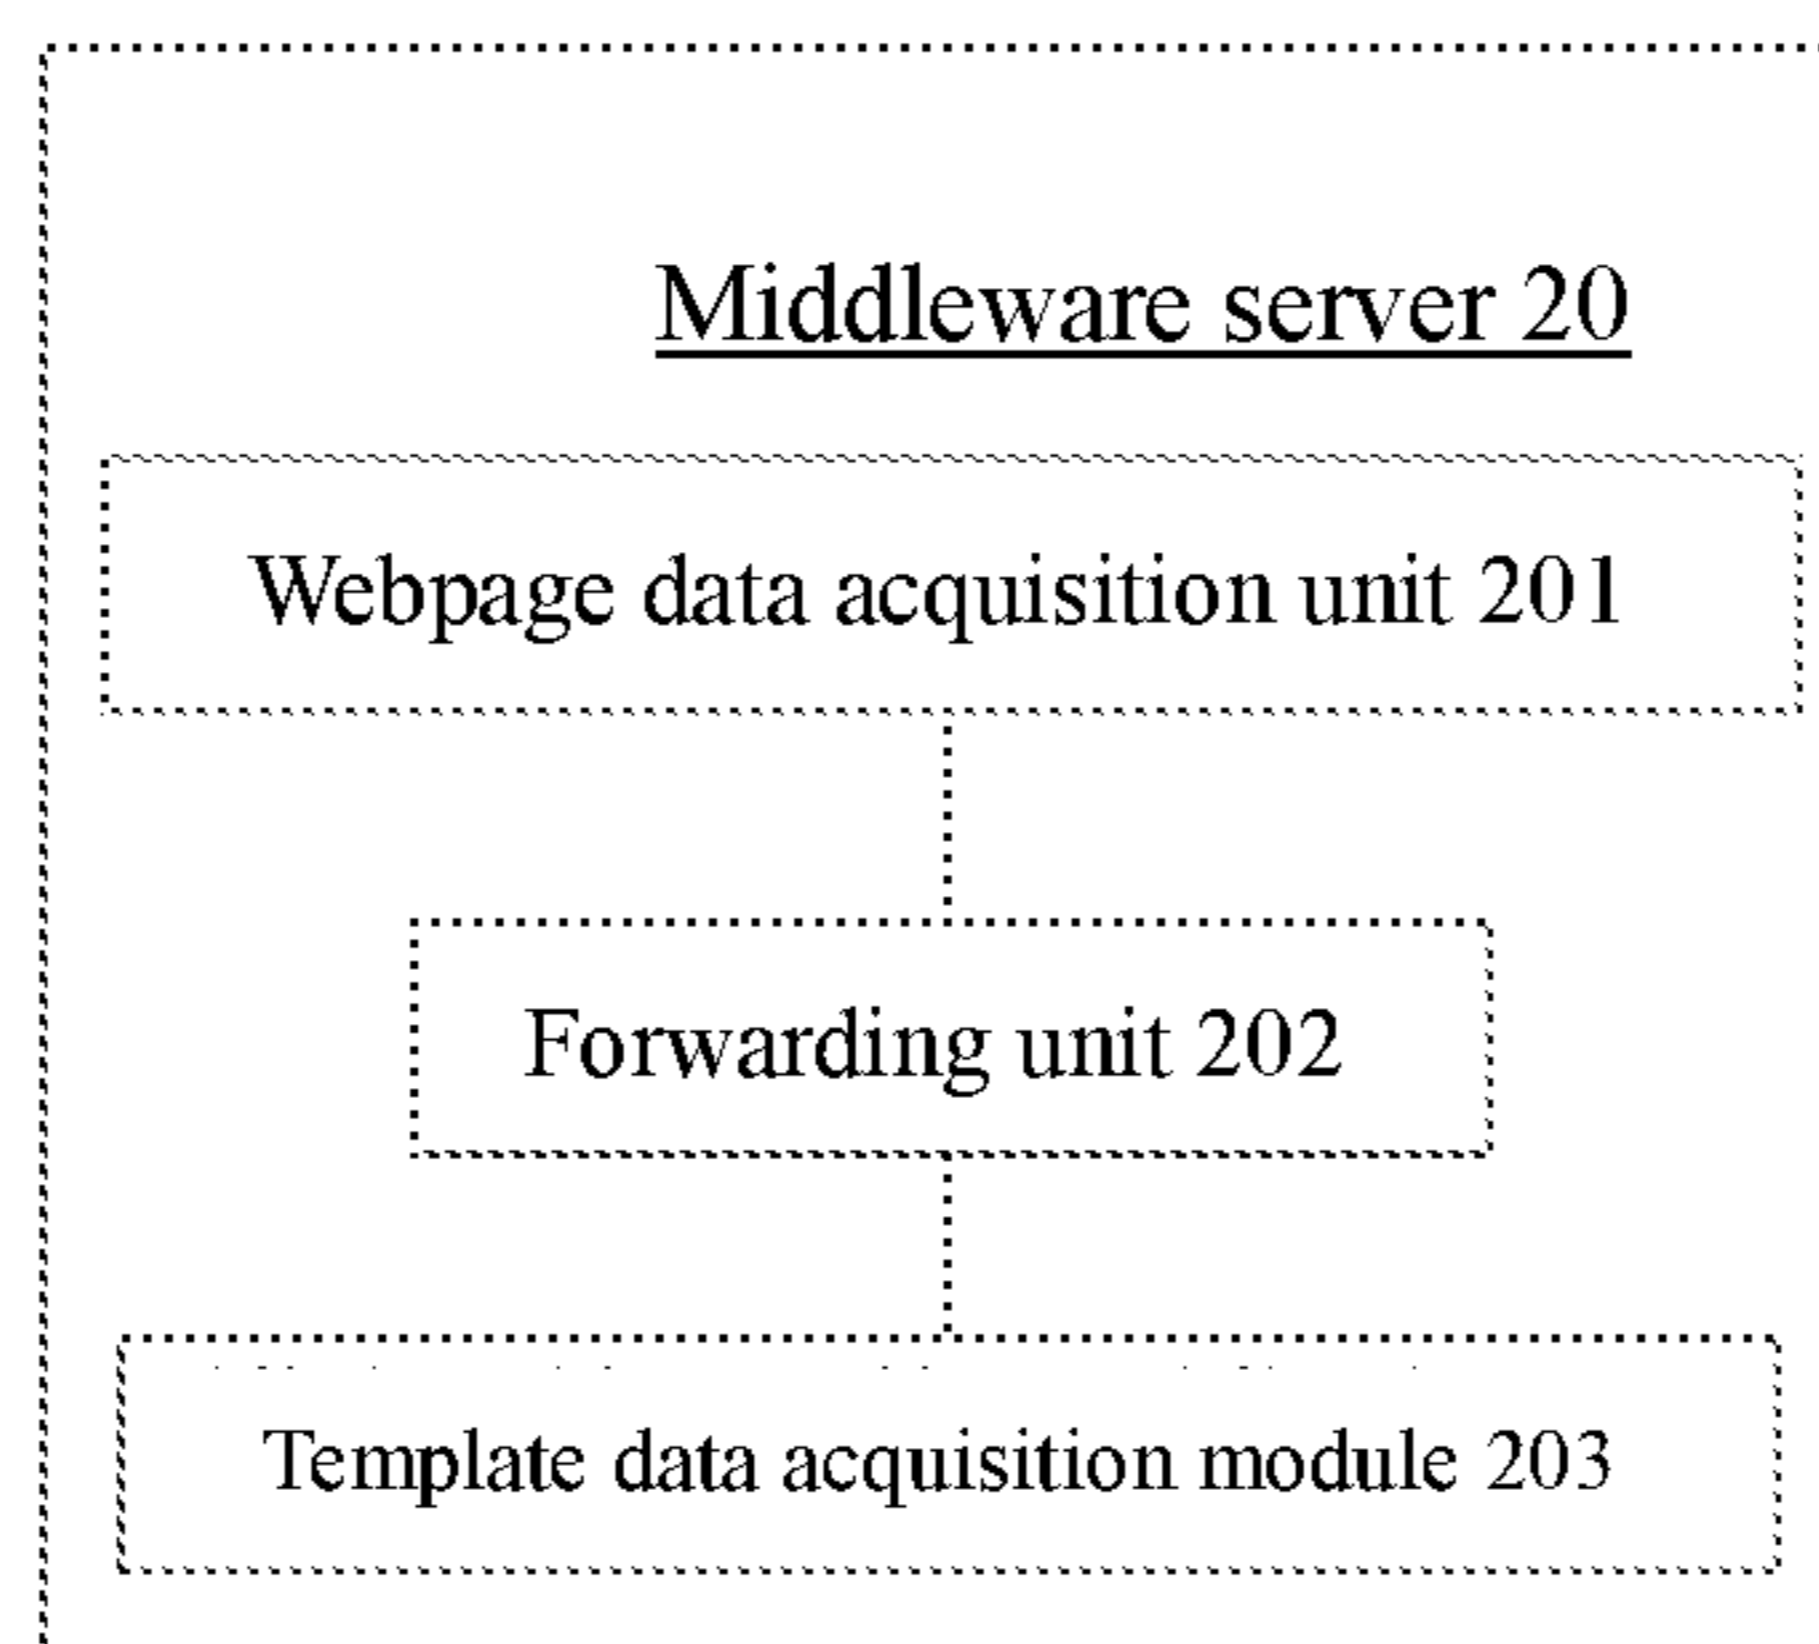 Middleware server 20
Webpage data acquisition unit 201
Forwarding unit 202
Template data acquisition module 203